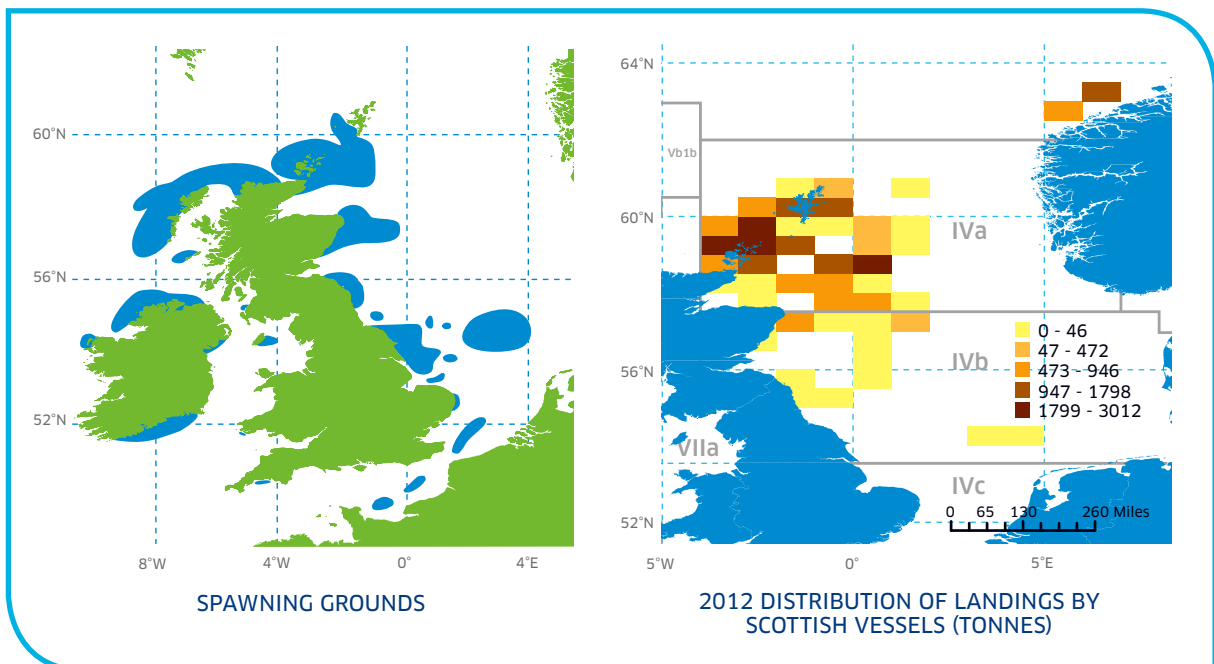 60°N
56°N
52°N
8°W
4°W
0°
4°E
SPAWNING GROUNDS
64°N
60°N
56°N
52°N
Vb1b
IVa
IVb
VIIa
IVc
0 - 46
47 - 472
473 - 946
947 - 1798
1799 - 3012
0 65 130 260 Miles
5°W
0°
5°E
2012 DISTRIBUTION OF LANDINGS BY
SCOTTISH VESSELS (TONNES)